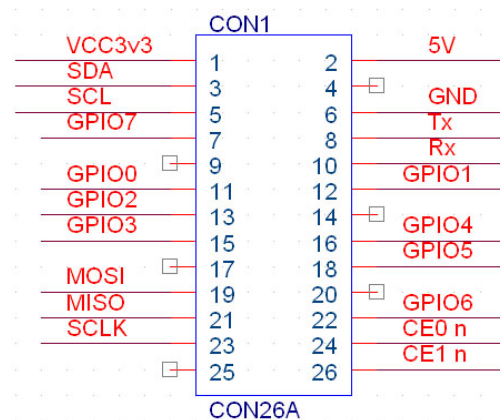 CON1
VCC3v3 1 2 5V
SDA 3 4
SCL 5 6 GND
GPIO7 7 8 Tx
9 10 Rx
GPIO0 11 12 GPIO1
GPIO2 13 14
GPIO3 15 16 GPIO4
17 18 GPIO5
MOSI 19 20
MISO 21 22 GPIO6
SCLK 23 24 CE0 n
25 26 CE1 n
CON26A